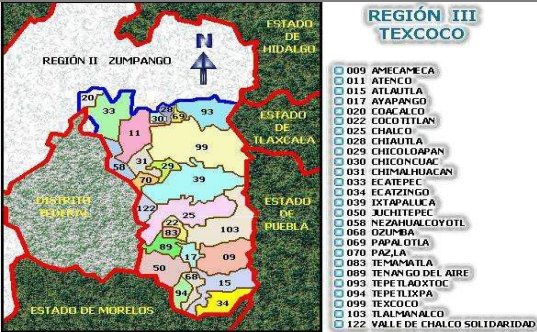 ESTADO
DE
HIDALGO
REGIÓN II ZUMPANGO
N
20
33
28
30
69
93
ESTADO
DE
TLAXCALA
11
99
58
31
29
70
39
DISTRITO
FEDERAL
122
25
ESTADO
DE
PUEBLA
22
83
103
89
17
09
50
68
15
94
34
ESTADO DE MORELOS
REGIÓN III
TEXCOCO
009 AMECAMECA
011 ATENCO
015 ATLAUTLA
017 AYAPANGO
020 COACALCO
022 COCOTITLAN
025 CHALCO
028 CHIAUTLA
029 CHICOLOAPAN
030 CHICONCUAC
031 CHIMALHUACAN
033 ECATEPEC
034 ECATZINGO
039 IXTAPALUCA
050 JUCHITEPEC
058 NEZAHUALCOYOTL
068 OZUMBA
069 PAPALOTLA
070 PAZ,LA
083 TEMAMATLA
089 TENANGO DEL AIRE
093 TEPETLAOXTOC
094 TEPETLIXPA
099 TEXCOCO
103 TLALMANALCO
122 VALLE DE CHALCO SOLIDARIDAD